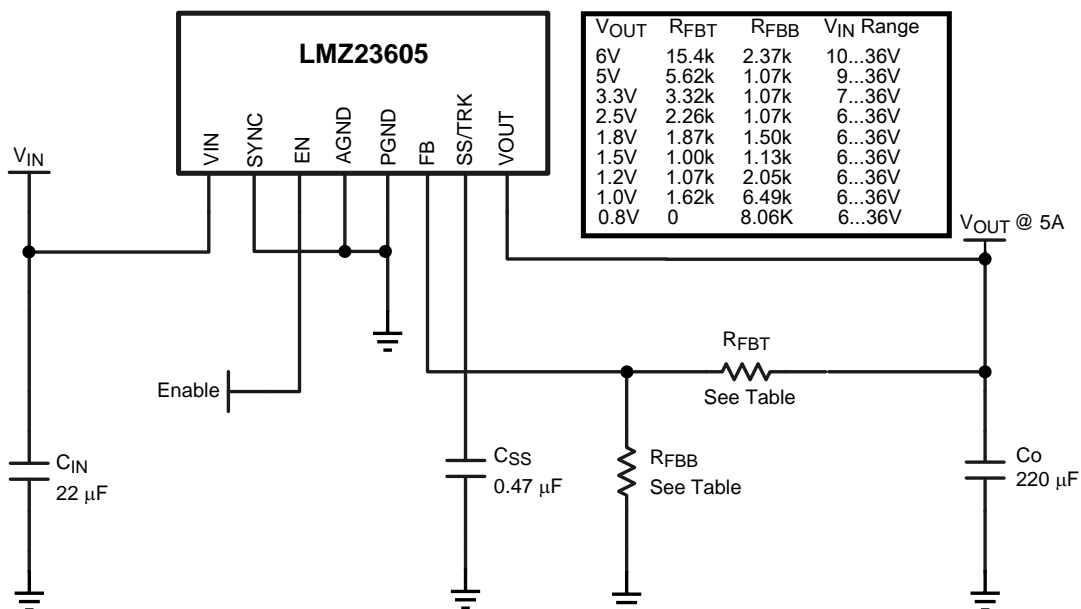 LMZ23605
VIN
SYNC
EN
AGND
PGND
FB
SS/TRK
VOUT
VOUT RFBT RFBB VIN Range
6V 15.4k 2.37k 10...36V
5V 5.62k 1.07k 9...36V
3.3V 3.32k 1.07k 7...36V
2.5V 2.26k 1.07k 6...36V
1.8V 1.87k 1.50k 6...36V
1.5V 1.00k 1.13k 6...36V
1.2V 1.07k 2.05k 6...36V
1.0V 1.62k 6.49k 6...36V
0.8V 0 8.06K 6...36V
VIN
VOUT @ 5A
Enable
RFBT
See Table
CIN
22 μF
CSS
0.47 μF
RFBB
See Table
Co
220 μF